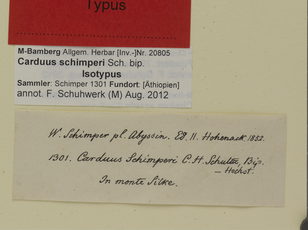 Typus
M-Bamberg Allgem. Herbar [Inv.-]Nr. 20805
Carduus schimperi Sch. bip.
Isotypus
Sammler: Schimper 1301 Fundort: [Äthiopien]
annot. F. Schuhwerk (M) Aug. 2012
W. Schimper pl. Abyssin. Ed. II. Hohenack. 1852.
1301. Carduus Schimperi C. H. Schultz, Bip.
– Hochst.
In monte Silke.